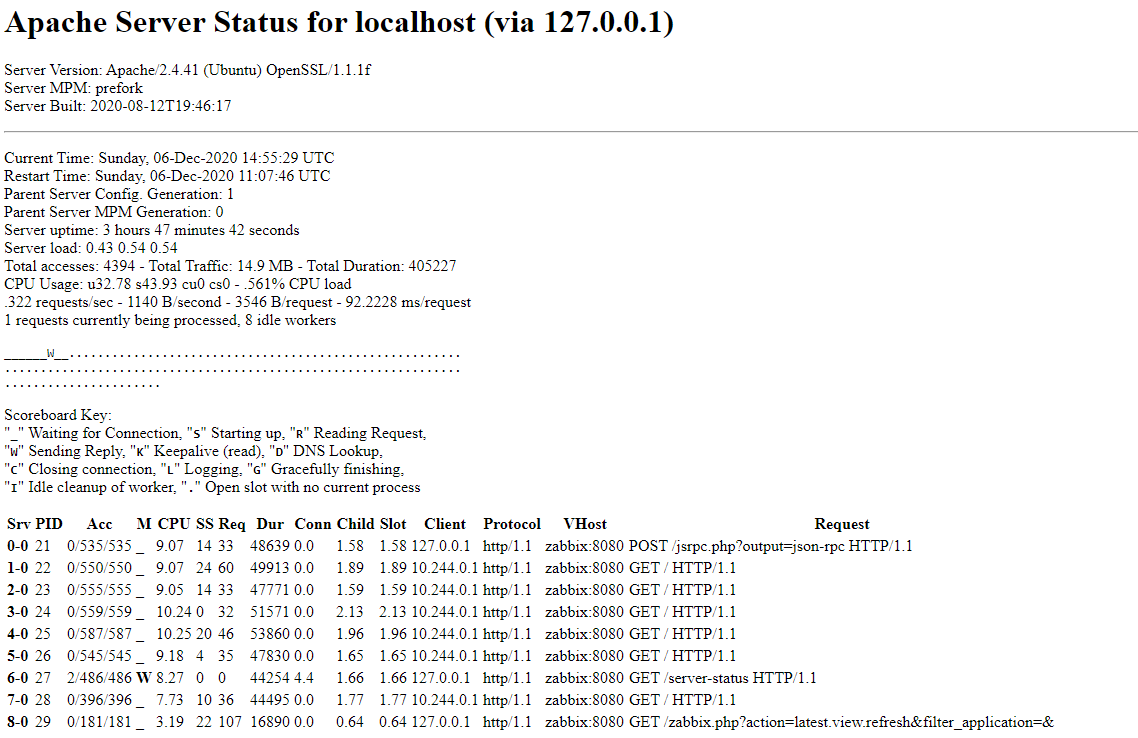 Apache Server Status for localhost (via 127.0.0.1)
Server Version: Apache/2.4.41 (Ubuntu) OpenSSL/1.1.1f
Server MPM: prefork
Server Built: 2020-08-12T19:46:17
Current Time: Sunday, 06-Dec-2020 14:55:29 UTC
Restart Time: Sunday, 06-Dec-2020 11:07:46 UTC
Parent Server Config. Generation: 1
Parent Server MPM Generation: 0
Server uptime: 3 hours 47 minutes 42 seconds
Server load: 0.43 0.54 0.54
Total accesses: 4394 - Total Traffic: 14.9 MB - Total Duration: 405227
CPU Usage: u32.78 s43.93 cu0 cs0 - .561% CPU load
.322 requests/sec - 1140 B/second - 3546 B/request - 92.2228 ms/request
1 requests currently being processed, 8 idle workers
______W__.......................................................
................................................................
......................
Scoreboard Key:
"_" Waiting for Connection, "S" Starting up, "R" Reading Request,
"W" Sending Reply, "K" Keepalive (read), "D" DNS Lookup,
"C" Closing connection, "L" Logging, "G" Gracefully finishing,
"I" Idle cleanup of worker, "." Open slot with no current process
Srv PID Acc M CPU SS Req Dur Conn Child Slot Client Protocol VHost Request
0-0 21 0/535/535 _ 9.07 14 33 48639 0.0 1.58 1.58 127.0.0.1 http/1.1 zabbix:8080 POST /jsrpc.php?output=json-rpc HTTP/1.1
1-0 22 0/550/550 _ 9.07 24 60 49913 0.0 1.89 1.89 10.244.0.1 http/1.1 zabbix:8080 GET / HTTP/1.1
2-0 23 0/555/555 _ 9.05 14 33 47771 0.0 1.59 1.59 10.244.0.1 http/1.1 zabbix:8080 GET / HTTP/1.1
3-0 24 0/559/559 _ 10.24 0 32 51571 0.0 2.13 2.13 10.244.0.1 http/1.1 zabbix:8080 GET / HTTP/1.1
4-0 25 0/587/587 _ 10.25 20 46 53860 0.0 1.96 1.96 10.244.0.1 http/1.1 zabbix:8080 GET / HTTP/1.1
5-0 26 0/545/545 _ 9.18 4 35 47830 0.0 1.65 1.65 10.244.0.1 http/1.1 zabbix:8080 GET / HTTP/1.1
6-0 27 2/486/486 W 8.27 0 0 44254 4.4 1.66 1.66 127.0.0.1 http/1.1 zabbix:8080 GET /server-status HTTP/1.1
7-0 28 0/396/396 _ 7.73 10 36 44495 0.0 1.77 1.77 10.244.0.1 http/1.1 zabbix:8080 GET / HTTP/1.1
8-0 29 0/181/181 _ 3.19 22 107 16890 0.0 0.64 0.64 127.0.0.1 http/1.1 zabbix:8080 GET /zabbix.php?action=latest.view.refresh&filter_application=&